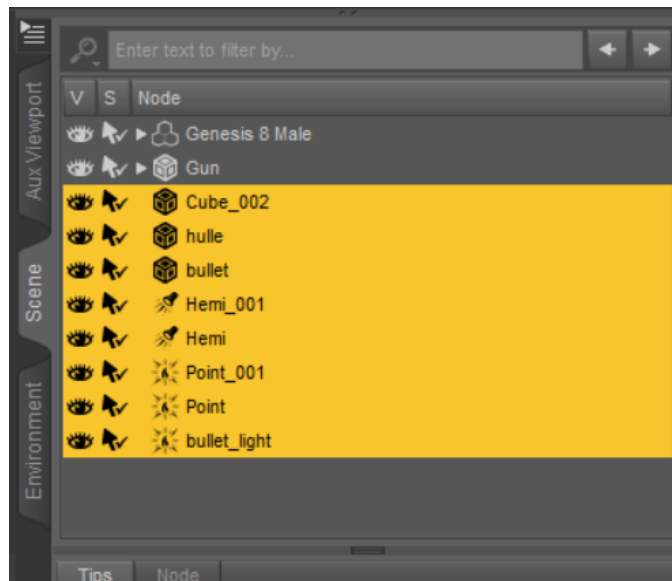 Enter text to filter by...
V S Node
Genesis 8 Male
Gun
Cube_002
hulle
bullet
Hemi_001
Hemi
Point_001
Point
bullet_light
Aux Viewport
Scene
Environment
Tips Node